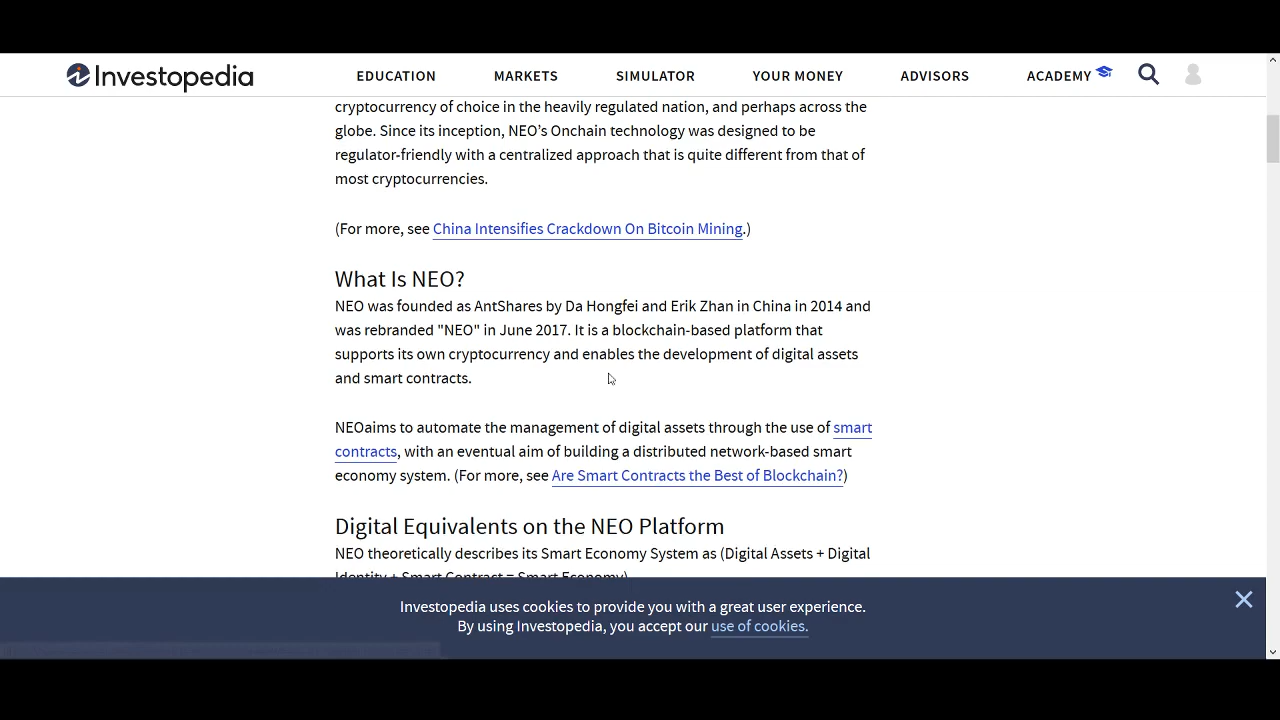 Investopedia
EDUCATION MARKETS SIMULATOR YOUR MONEY ADVISORS ACADEMY
cryptocurrency of choice in the heavily regulated nation, and perhaps across the
globe. Since its inception, NEO’s Onchain technology was designed to be
regulator-friendly with a centralized approach that is quite different from that of
most cryptocurrencies.
(For more, see China Intensifies Crackdown On Bitcoin Mining.)
What Is NEO?
NEO was founded as AntShares by Da Hongfei and Erik Zhan in China in 2014 and
was rebranded "NEO" in June 2017. It is a blockchain-based platform that
supports its own cryptocurrency and enables the development of digital assets
and smart contracts.
NEOaims to automate the management of digital assets through the use of smart
contracts, with an eventual aim of building a distributed network-based smart
economy system. (For more, see Are Smart Contracts the Best of Blockchain?)
Digital Equivalents on the NEO Platform
NEO theoretically describes its Smart Economy System as (Digital Assets + Digital
Identity + Smart Contract = Smart Economy)
Investopedia uses cookies to provide you with a great user experience.
By using Investopedia, you accept our use of cookies.